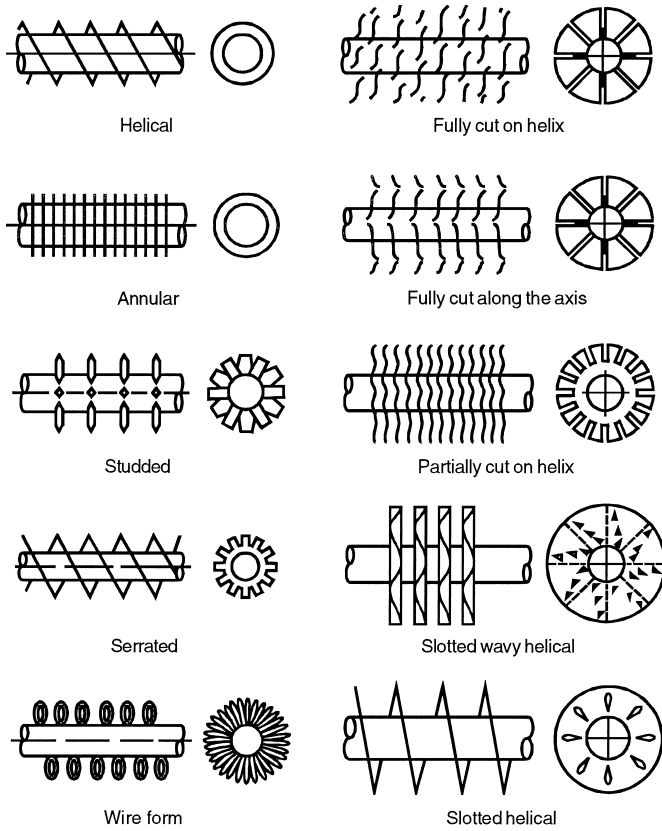 Helical
Fully cut on helix
Annular
Fully cut along the axis
Studded
Partially cut on helix
Serrated
Slotted wavy helical
Wire form
Slotted helical